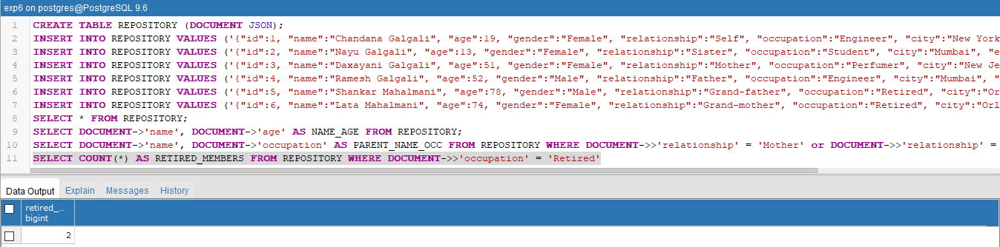 exp6 on postgres@PostgreSQL 9.6
1 CREATE TABLE REPOSITORY (DOCUMENT JSON);
2 INSERT INTO REPOSITORY VALUES ('{"id":1, "name":"Chandana Galgali", "age":19, "gender":"Female", "relationship":"Self", "occupation":"Engineer", "city":"New York
3 INSERT INTO REPOSITORY VALUES ('{"id":2, "name":"Nayu Galgali", "age":13, "gender":"Female", "relationship":"Sister", "occupation":"Student", "city":"Mumbai", "e
4 INSERT INTO REPOSITORY VALUES ('{"id":3, "name":"Daxayani Galgali", "age":51, "gender":"Female", "relationship":"Mother", "occupation":"Perfumer", "city":"New Je
5 INSERT INTO REPOSITORY VALUES ('{"id":4, "name":"Ramesh Galgali", "age":52, "gender":"Male", "relationship":"Father", "occupation":"Engineer", "city":"Mumbai", "
6 INSERT INTO REPOSITORY VALUES ('{"id":5, "name":"Shankar Mahalmani", "age":78, "gender":"Male", "relationship":"Grand-father", "occupation":"Retired", "city":"Or
7 INSERT INTO REPOSITORY VALUES ('{"id":6, "name":"Lata Mahalmani", "age":74, "gender":"Female", "relationship":"Grand-mother", "occupation":"Retired", "city":"Orl
8 SELECT * FROM REPOSITORY;
9 SELECT DOCUMENT->'name', DOCUMENT->'age' AS NAME_AGE FROM REPOSITORY;
10 SELECT DOCUMENT->'name', DOCUMENT->'occupation' AS PARENT_NAME_OCC FROM REPOSITORY WHERE DOCUMENT->>'relationship' = 'Mother' or DOCUMENT->>'relationship' =
11 SELECT COUNT(*) AS RETIRED_MEMBERS FROM REPOSITORY WHERE DOCUMENT->>'occupation' = 'Retired'
Data Output Explain Messages History
retired_...
bigint
2